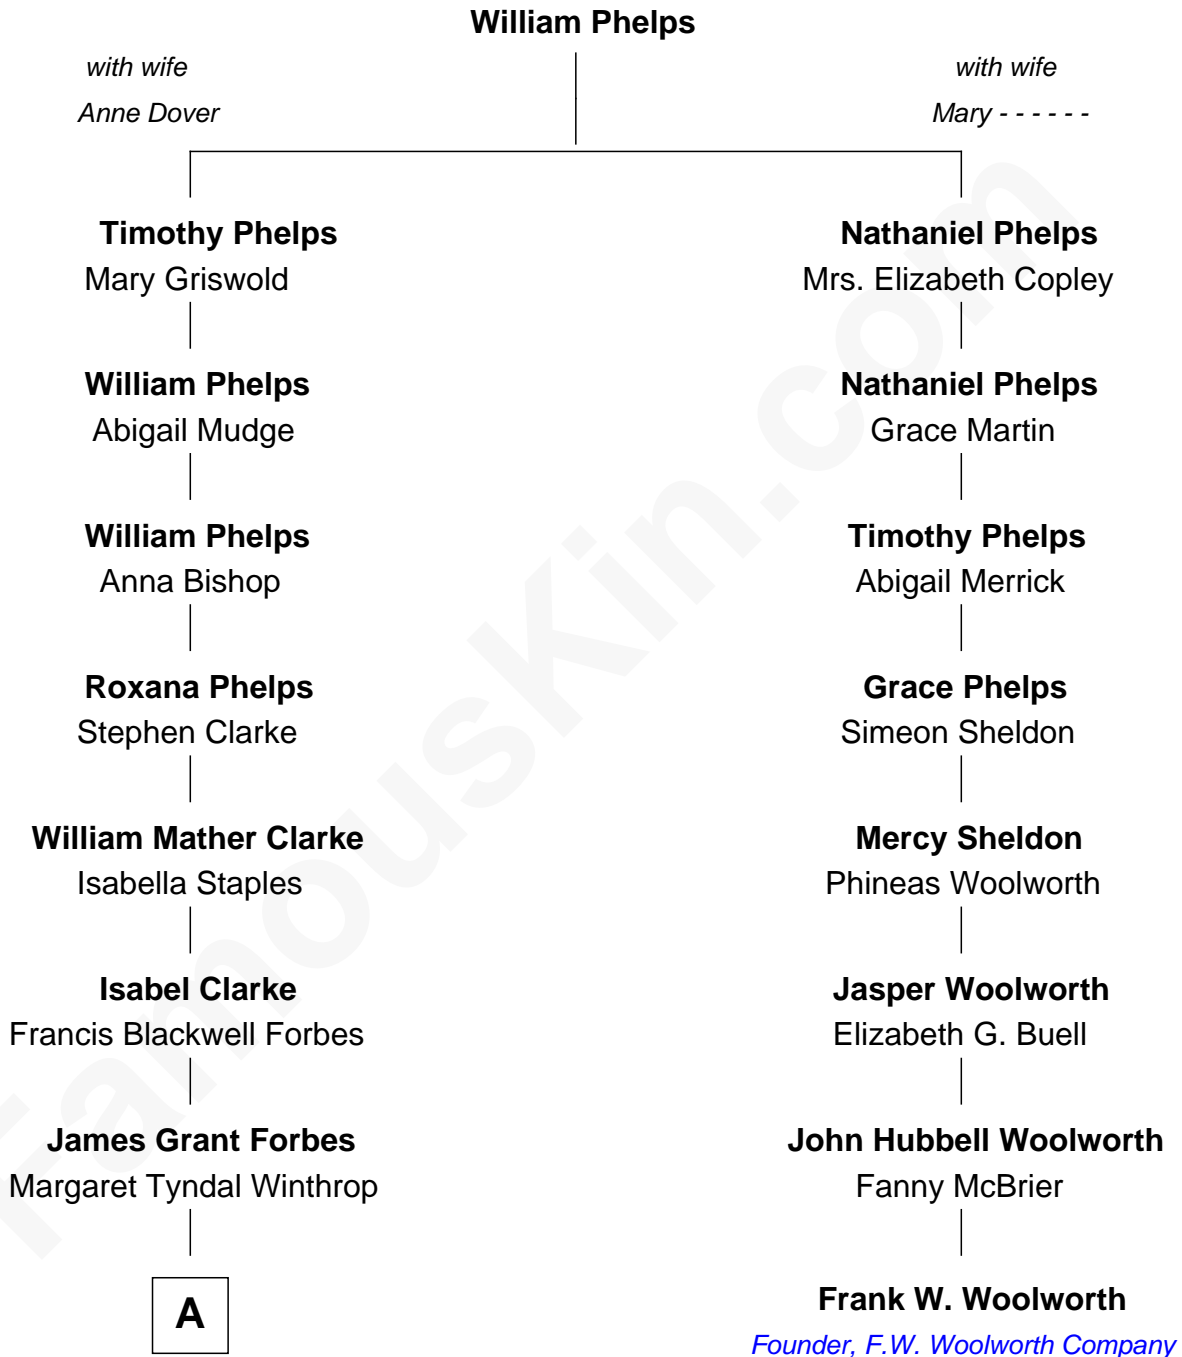 William Phelps
with wife
Anne Dover
with wife
Mary - - - - - -
Timothy Phelps
Mary Griswold
Nathaniel Phelps
Mrs. Elizabeth Copley
William Phelps
Abigail Mudge
Nathaniel Phelps
Grace Martin
William Phelps
Anna Bishop
Timothy Phelps
Abigail Merrick
Roxana Phelps
Stephen Clarke
Grace Phelps
Simeon Sheldon
William Mather Clarke
Isabella Staples
Mercy Sheldon
Phineas Woolworth
Isabel Clarke
Francis Blackwell Forbes
Jasper Woolworth
Elizabeth G. Buell
James Grant Forbes
Margaret Tyndal Winthrop
John Hubbell Woolworth
Fanny McBrier
A
Frank W. Woolworth
Founder, F.W. Woolworth Company
FamousKin.com